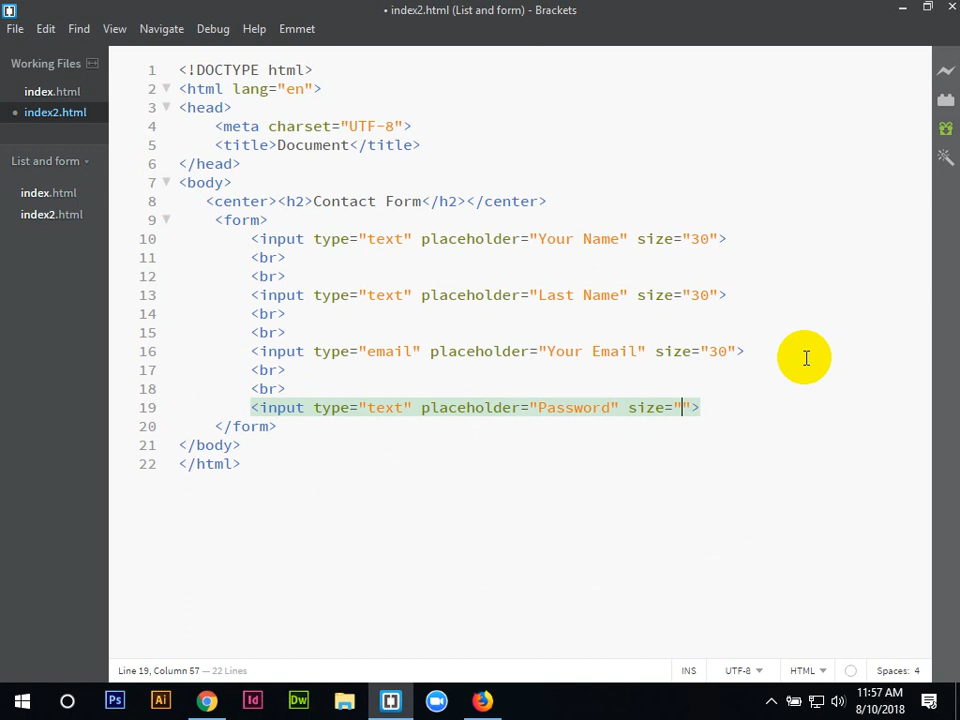 • index2.html (List and form) - Brackets
File Edit Find View Navigate Debug Help Emmet
Working Files
index.html
• index2.html
List and form
index.html
index2.html
1 <!DOCTYPE html>
2 <html lang="en">
3 <head>
4 <meta charset="UTF-8">
5 <title>Document</title>
6 </head>
7 <body>
8 <center><h2>Contact Form</h2></center>
9 <form>
10 <input type="text" placeholder="Your Name" size="30">
11 <br>
12 <br>
13 <input type="text" placeholder="Last Name" size="30">
14 <br>
15 <br>
16 <input type="email" placeholder="Your Email" size="30">
17 <br>
18 <br>
19 <input type="text" placeholder="Password" size="">
20 </form>
21 </body>
22 </html>
Line 19, Column 57 — 22 Lines
INS UTF-8 HTML Spaces: 4
Ps Ai Id Dw
11:57 AM
8/10/2018